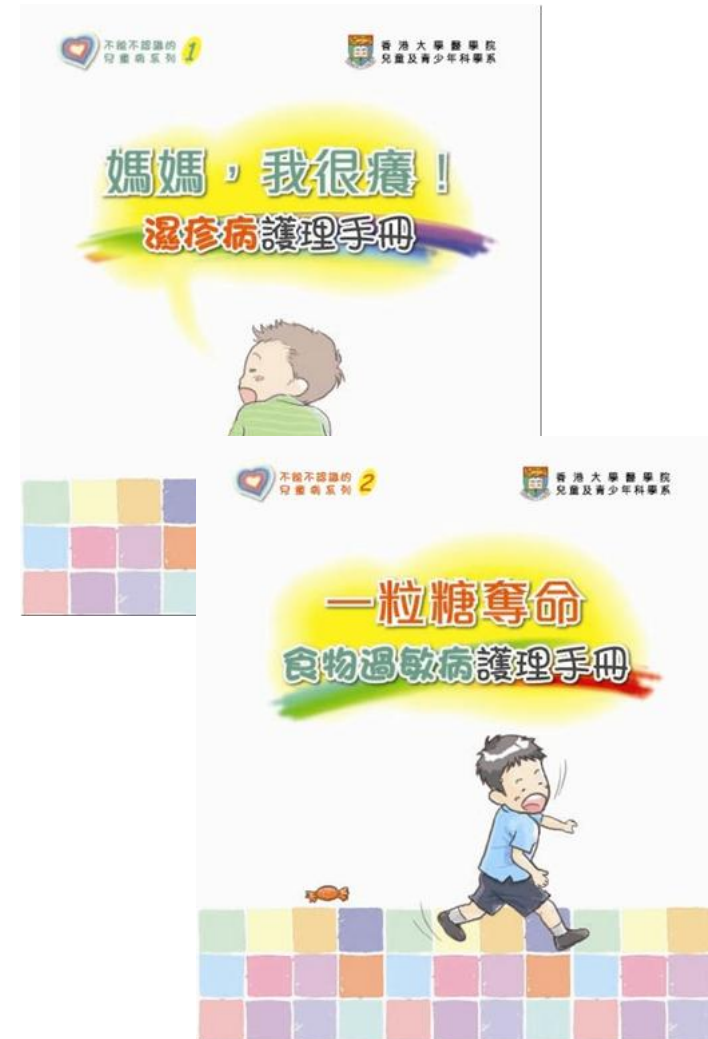 不能不認識的
兒童病系列 1
香港大學醫學院
兒童及青少年科學系
媽媽，我很癢！
濕疹病護理手冊
不能不認識的
兒童病系列 2
香港大學醫學院
兒童及青少年科學系
一粒糖奪命
食物過敏病護理手冊